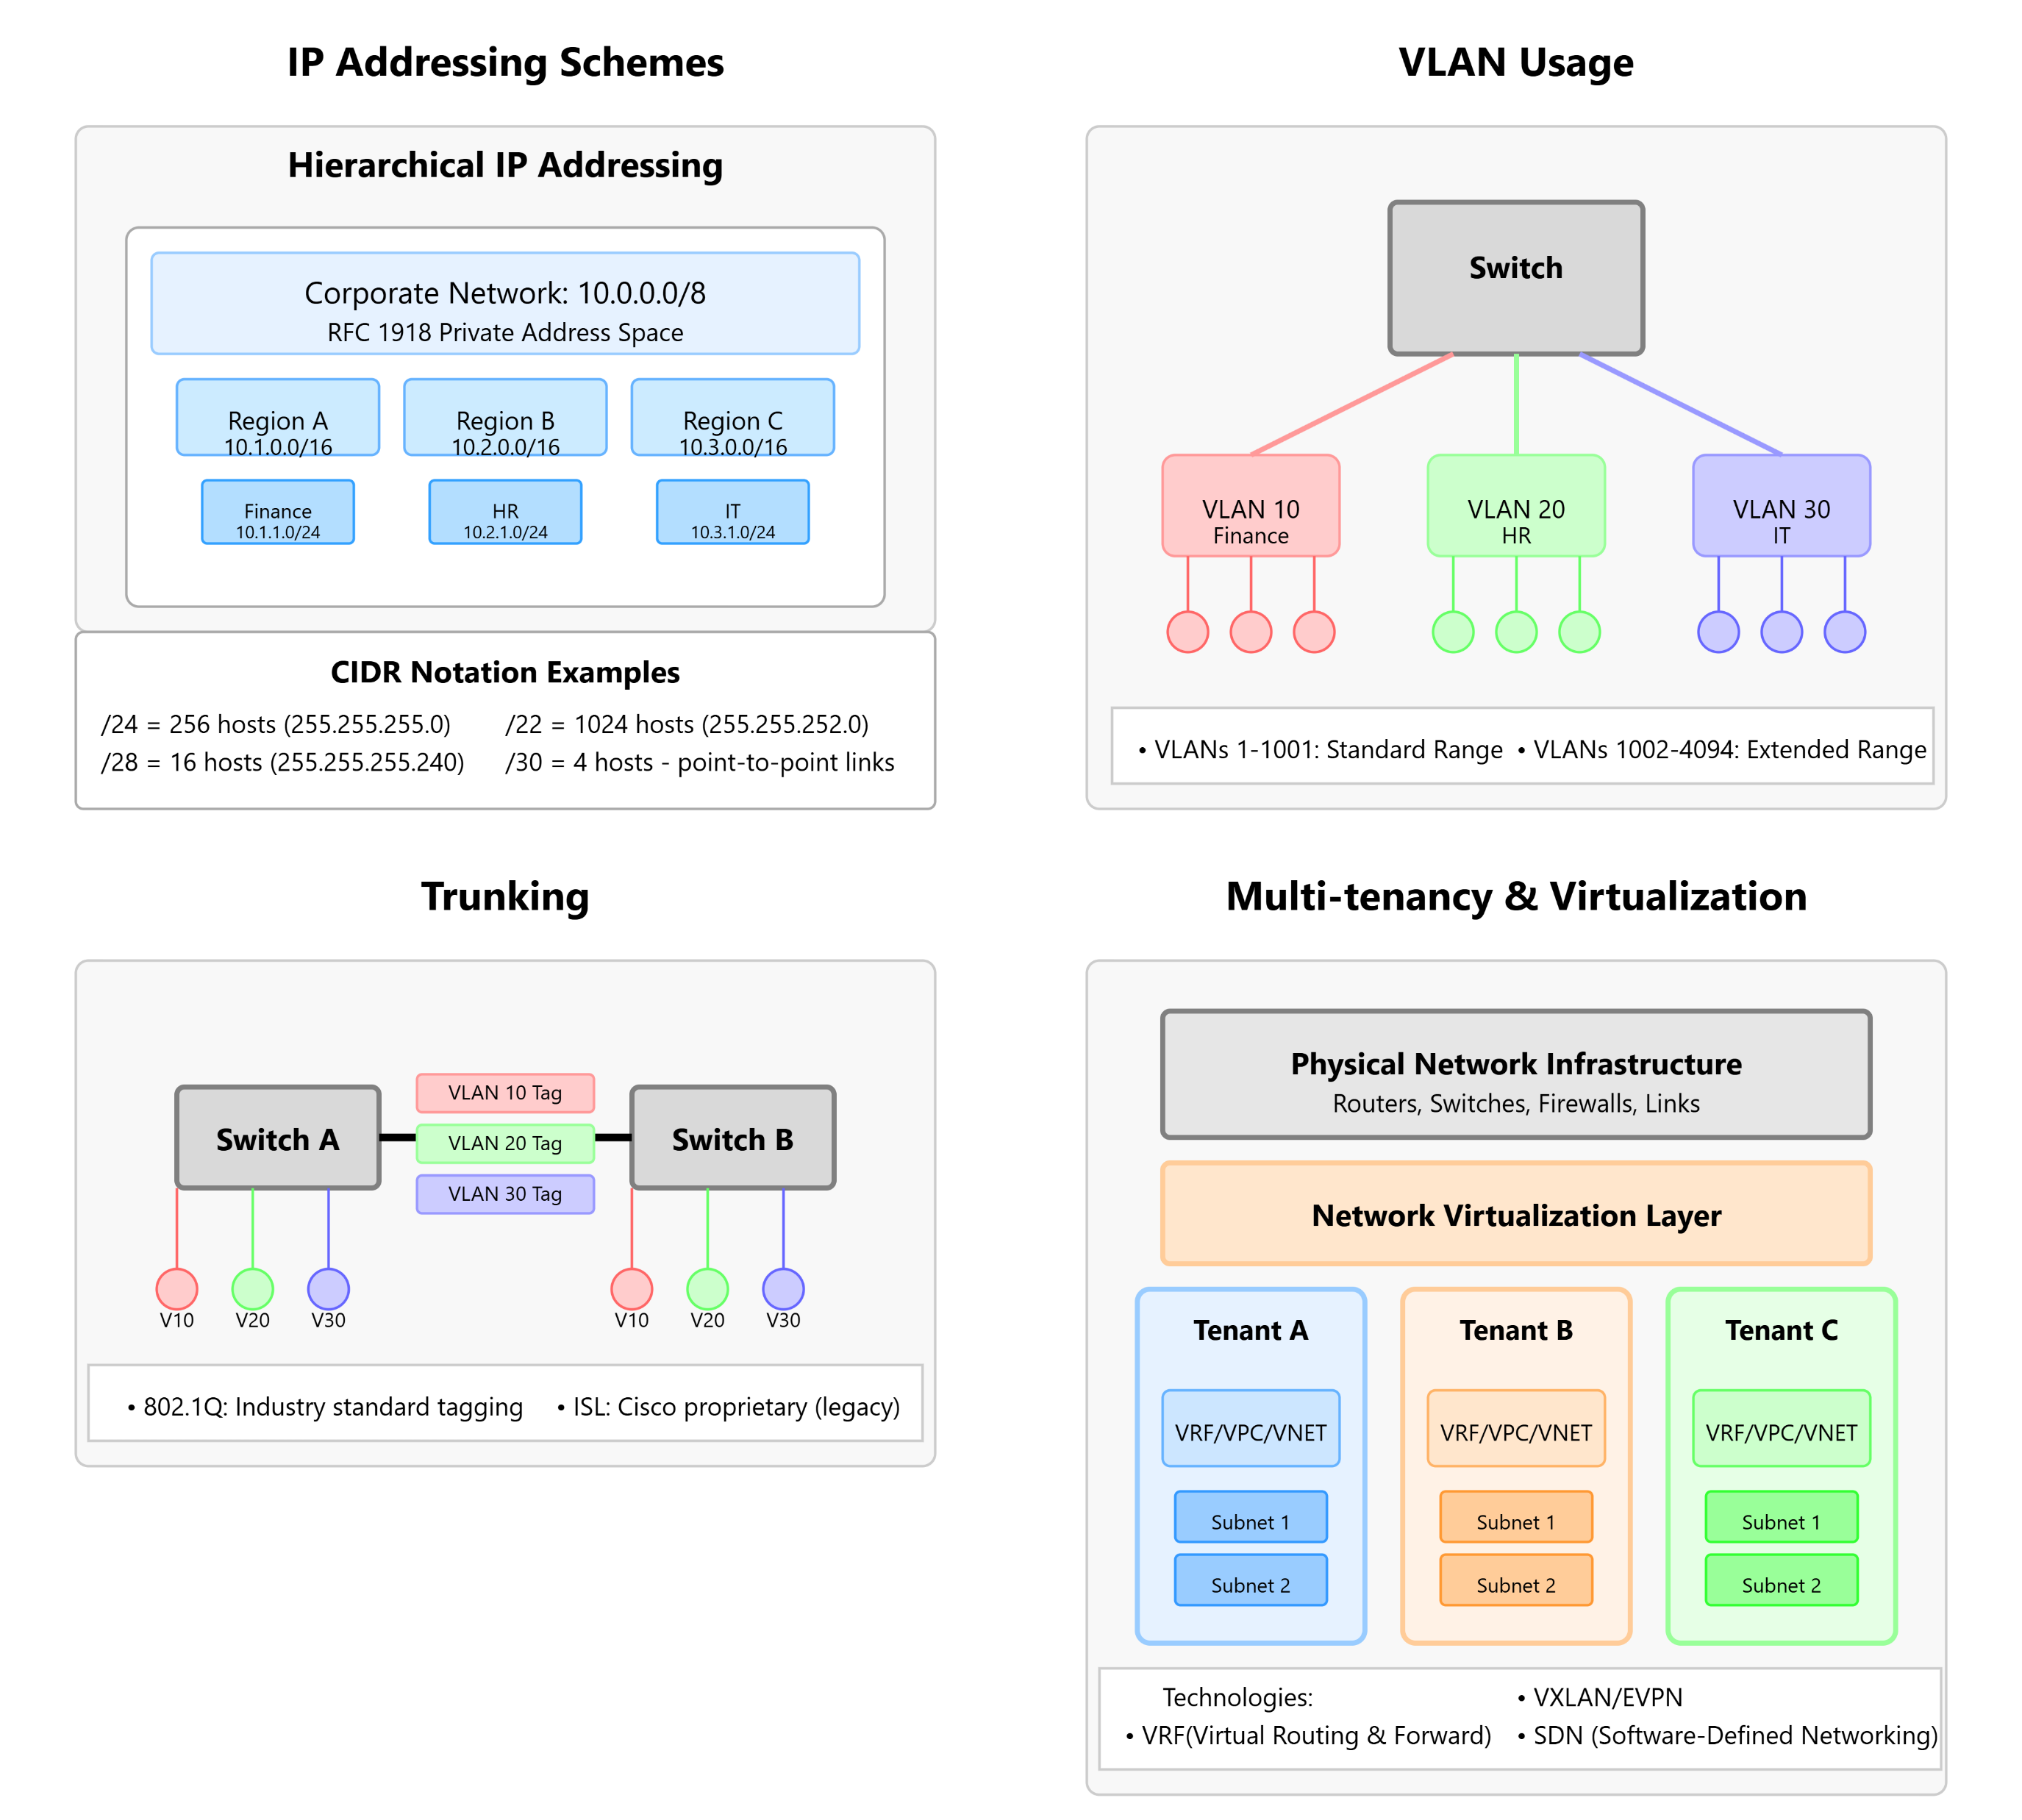 IP Addressing Schemes
Hierarchical IP Addressing
Corporate Network: 10.0.0.0/8
RFC 1918 Private Address Space
Region A
10.1.0.0/16
Region B
10.2.0.0/16
Region C
10.3.0.0/16
Finance
10.1.1.0/24
HR
10.2.1.0/24
IT
10.3.1.0/24
CIDR Notation Examples
/24 = 256 hosts (255.255.255.0)
/22 = 1024 hosts (255.255.252.0)
/28 = 16 hosts (255.255.255.240)
/30 = 4 hosts - point-to-point links
VLAN Usage
Switch
VLAN 10
Finance
VLAN 20
HR
VLAN 30
IT
• VLANs 1-1001: Standard Range
• VLANs 1002-4094: Extended Range
Trunking
Switch A
VLAN 10 Tag
VLAN 20 Tag
VLAN 30 Tag
Switch B
V10
V20
V30
V10
V20
V30
• 802.1Q: Industry standard tagging
• ISL: Cisco proprietary (legacy)
Multi-tenancy & Virtualization
Physical Network Infrastructure
Routers, Switches, Firewalls, Links
Network Virtualization Layer
Tenant A
VRF/VPC/VNET
Subnet 1
Subnet 2
Tenant B
VRF/VPC/VNET
Subnet 1
Subnet 2
Tenant C
VRF/VPC/VNET
Subnet 1
Subnet 2
Technologies:
• VRF(Virtual Routing & Forward)
• VXLAN/EVPN
• SDN (Software-Defined Networking)